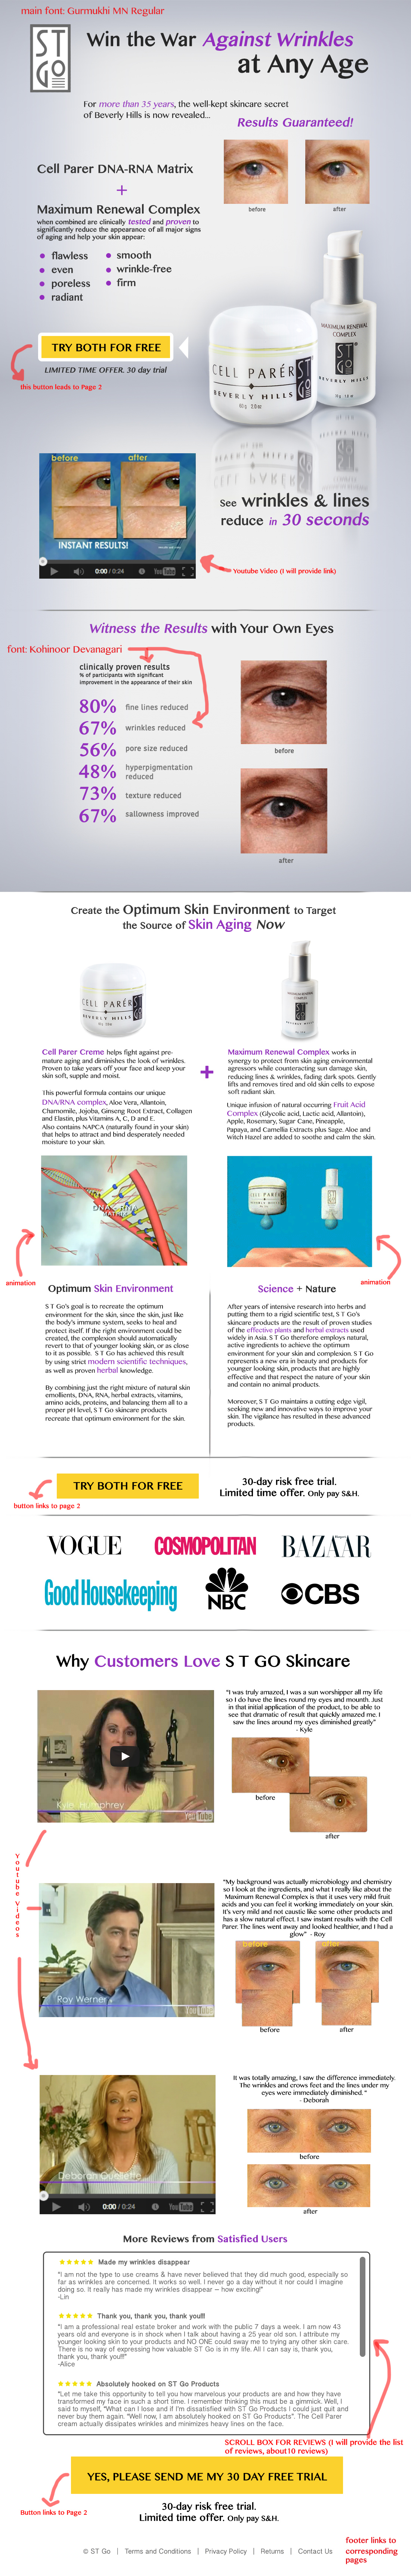 main font: Gurmukhi MN Regular
ST
GO
Win the War Against Wrinkles
at Any Age
For more than 35 years, the well-kept skincare secret
of Beverly Hills is now revealed...
Results Guaranteed!
before
after
Cell Parer DNA-RNA Matrix
+
Maximum Renewal Complex
when combined are clinically tested and proven to
significantly reduce the appearance of all major signs
of aging and help your skin appear:
flawless
even
poreless
radiant
smooth
wrinkle-free
firm
MAXIMUM RENEWAL
COMPLEX
ST
GO
BEVERLY HILLS
CELL PARÉR
BEVERLY HILLS
ST
GO
TRY BOTH FOR FREE
LIMITED TIME OFFER. 30 day trial
this button leads to Page 2
before
after
INSTANT RESULTS!
0:00 / 0:24
YouTube
See wrinkles & lines
reduce in 30 seconds
Youtube Video (I will provide link)
Witness the Results with Your Own Eyes
font: Kohinoor Devanagari
clinically proven results
% of participants with significant
improvement in the appearance of their skin
80% fine lines reduced
67% wrinkles reduced
56% pore size reduced
48% hyperpigmentation
reduced
73% texture reduced
67% sallowness improved
before
after
Create the Optimum Skin Environment to Target
the Source of Skin Aging Now
CELL PARÉR
BEVERLY HILLS
Cell Parer Creme helps fight against pre-
mature aging and diminishes the look of wrinkles.
Proven to take years off your face and keep your
skin soft, supple and moist.
This powerful formula contains our unique
DNA/RNA complex, Aloe Vera, Allantoin,
Chamomile, Jojoba, Ginseng Root Extract, Collagen
and Elastin, plus Vitamins A, C, D and E.
Also contains NAPCA (naturally found in your skin)
that helps to attract and bind desperately needed
moisture to your skin.
+
Maximum Renewal Complex works in
synergy to protect from skin aging environmental
agressors while counteracting sun damage skin,
reducing lines & wrinkles, fading dark spots. Gently
lifts and removes tired and old skin cells to expose
soft radiant skin.
Unique infusion of natural occurring Fruit Acid
Complex (Glycolic acid, Lactic acid, Allantoin),
Apple, Rosemary, Sugar Cane, Pineapple,
Papaya, and Camellia Extracts plus Sage. Aloe and
Witch Hazel are added to soothe and calm the skin.
DNA - RNA
MATRIX
animation
animation
Optimum Skin Environment
S T Go's goal is to recreate the optimum
environment for the skin, since the skin, just like
the body's immune system, seeks to heal and
protect itself. If the right environment could be
created, the complexion should automatically
revert to that of younger looking skin, or as close
to it as possible. S T Go has achieved this result
by using strict modern scientific techniques,
as well as proven herbal knowledge.
By combining just the right mixture of natural skin
emollients, DNA, RNA, herbal extracts, vitamins,
amino acids, proteins, and balancing them all to a
proper pH level, S T Go skincare products
recreate that optimum environment for the skin.
Science + Nature
After years of intensive research into herbs and
putting them to a rigid scientific test, S T Go's
skincare products are the result of proven studies
of the effective plants and herbal extracts used
widely in Asia. S T Go therefore employs natural,
active ingredients to achieve the optimum
environment for your skin and complexion. S T Go
represents a new era in beauty and products for
younger looking skin, products that are highly
effective and that respect the nature of your skin
and contain no animal products.
Moreover, S T Go maintains a cutting edge vigil,
seeking new and innovative ways to improve your
skin. The vigilance has resulted in these advanced
products.
TRY BOTH FOR FREE
button links to page 2
30-day risk free trial.
Limited time offer. Only pay S&H.
VOGUE
COSMOPOLITAN
BAZAAR
Good Housekeeping
NBC
CBS
Why Customers Love S T GO Skincare
Kyle Humphrey
YouTube
"I was truly amazed, I was a sun worshipper all my life
so I do have the lines round my eyes and mouth. Just
in that initial application of the product, to be able to
see that dramatic of result that quickly amazed me. I
saw the lines around my eyes diminished greatly"
- Kyle
before
after
Youtube Videos
Roy Werner
YouTube
"My background was actually microbiology and chemistry
so I look at the ingredients, and what I really like about the
Maximum Renewal Complex is that it uses very mild fruit
acids and you can feel it working immediately on your skin.
It's very mild and not caustic like some other products and
has a slow natural effect. I saw instant results with the Cell
Parer. The lines went away and looked healthier, and I had a
glow" - Roy
before
after
before
after
Deborah Ouellette
0:00 / 0:24
YouTube
It was totally amazing, I saw the difference immediately.
The wrinkles and crows feet and the lines under my
eyes were immediately diminished."
- Deborah
before
after
More Reviews from Satisfied Users
Made my wrinkles disappear
"I am not the type to use creams & have never believed that they did much good, especially so
far as wrinkles are concerned. It works so well. I never go a day without it nor could I imagine
doing so. It really has made my wrinkles disappear – how exciting!"
-Lin
Thank you, thank you, thank you!!!
"I am a professional real estate broker and work with the public 7 days a week. I am now 43
years old and everyone is in shock when I talk about having a 25 year old son. I attribute my
younger looking skin to your products and NO ONE could sway me to trying any other skin care.
There is no way of expressing how valuable ST Go is in my life. All I can say is, thank you,
thank you, thank you!!"
-Alice
Absolutely hooked on ST Go Products
"Let me take this opportunity to tell you how marvelous your products are and how they have
transformed my face in such a short time. I remember thinking this must be a gimmick. Well, I
said to myself, "What can I lose and if I'm dissatisfied with ST Go Products I could just quit and
never buy them again. "Well now, I am absolutely hooked on ST Go Products". The Cell Parer
cream actually dissipates wrinkles and minimizes heavy lines on the face.
SCROLL BOX FOR REVIEWS (I will provide the list
of reviews, about10 reviews)
YES, PLEASE SEND ME MY 30 DAY FREE TRIAL
Button links to Page 2
30-day risk free trial.
Limited time offer. Only pay S&H.
footer links to
corresponding
pages
© ST Go | Terms and Conditions | Privacy Policy | Returns | Contact Us